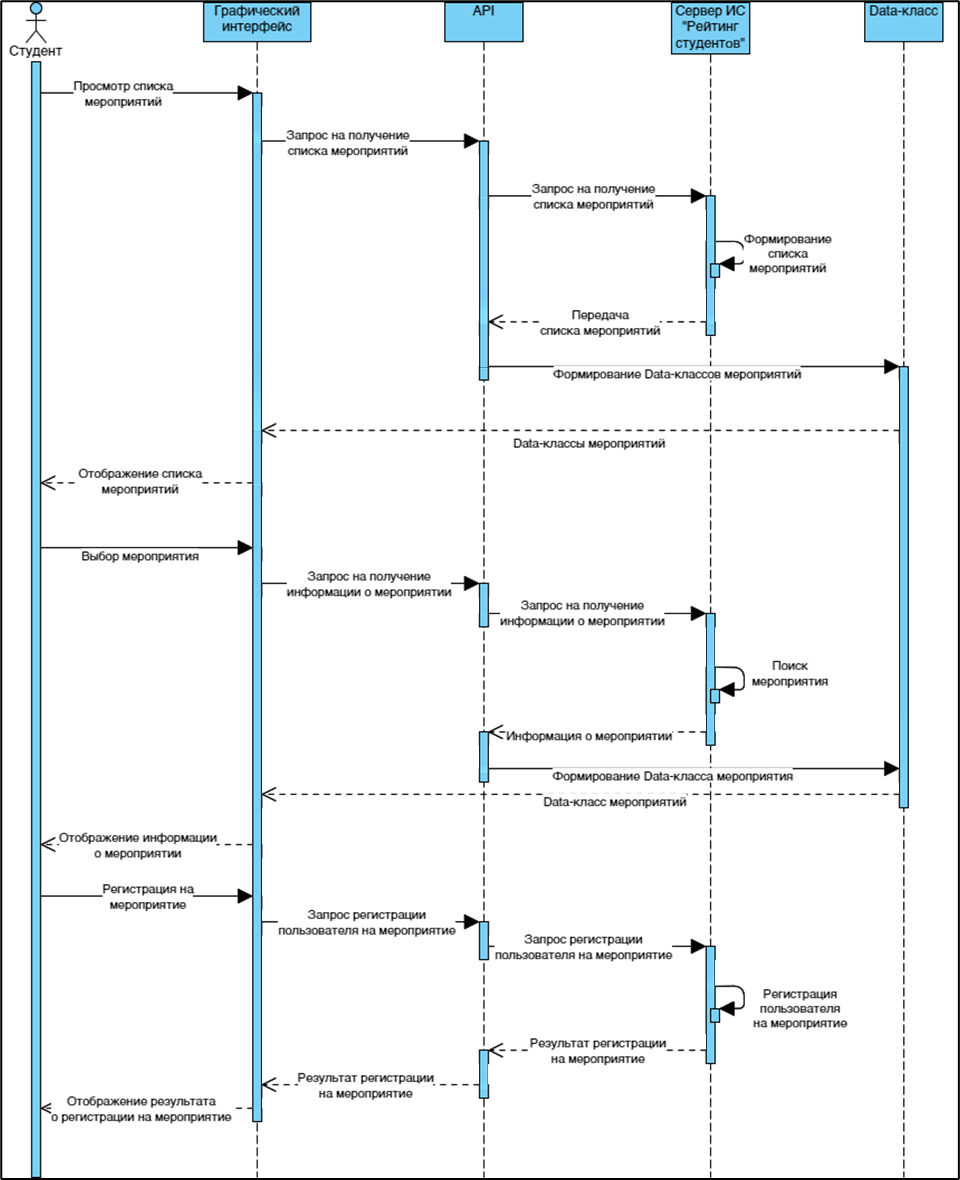 Студент
Графический
интерфейс
API
Сервер ИС
"Рейтинг
студентов"
Data-класс
Просмотр списка
мероприятий
Запрос на получение
списка мероприятий
Запрос на получение
списка мероприятий
Формирование
списка
мероприятий
Передача
списка мероприятий
Формирование Data-классов мероприятий
Data-классы мероприятий
Отображение списка
мероприятий
Выбор мероприятия
Запрос на получение
информации о мероприятии
Запрос на получение
информации о мероприятии
Поиск
мероприятия
Информация о мероприятии
Формирование Data-класса мероприятия
Data-класс мероприятий
Отображение информации
о мероприятии
Регистрация на
мероприятие
Запрос регистрации
пользователя на мероприятие
Запрос регистрации
пользователя на мероприятие
Регистрация
пользователя
на мероприятие
Результат регистрации
на мероприятие
Результат регистрации
на мероприятие
Отображение результата
о регистрации на мероприятие